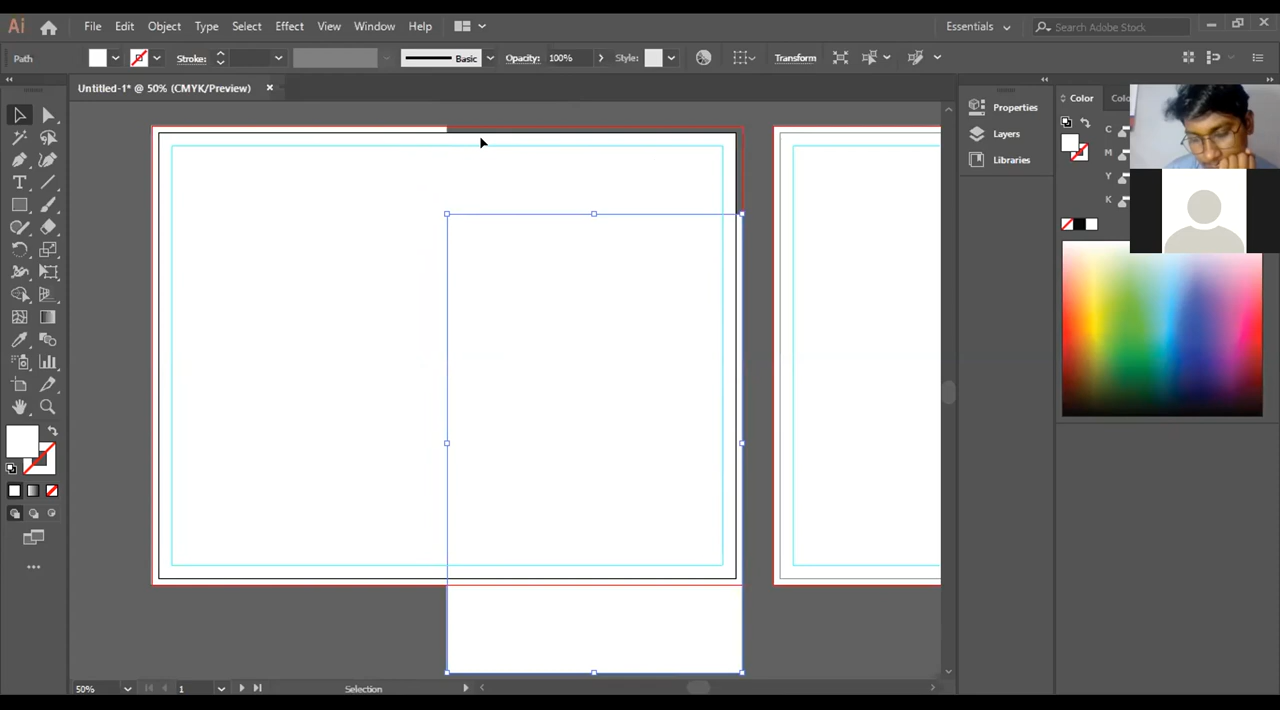 Ai File Edit Object Type Select Effect View Window Help Essentials Search Adobe Stock
Path Stroke: Basic Opacity: 100% Style: Transform
Untitled-1* @ 50% (CMYK/Preview)
Properties
Layers
Libraries
Color
C
M
Y
K
50% 1 Selection